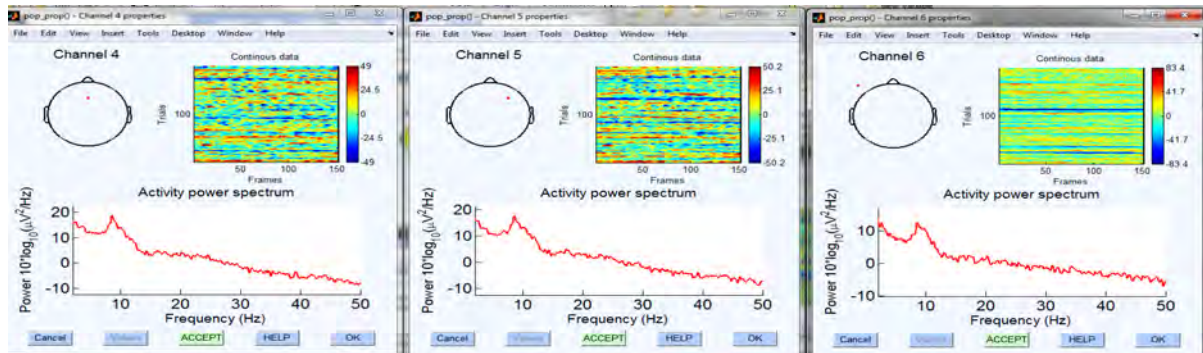 pop_prop() - Channel 4 properties
File Edit View Insert Tools Desktop Window Help
Channel 4
Continous data
Trials
100
49
24.5
0
-24.5
-49
50 100 150
Frames
Activity power spectrum
Power 10*log10(μV²/Hz)
20
10
0
-10
10 20 30 40 50
Frequency (Hz)
Cancel ACCEPT HELP OK
pop_prop() - Channel 5 properties
File Edit View Insert Tools Desktop Window Help
Channel 5
Continous data
Trials
100
50.2
25.1
0
-25.1
-50.2
50 100 150
Frames
Activity power spectrum
Power 10*log10(μV²/Hz)
20
10
0
-10
10 20 30 40 50
Frequency (Hz)
Cancel ACCEPT HELP OK
pop_prop() - Channel 6 properties
File Edit View Insert Tools Desktop Window Help
Channel 6
Continous data
Trials
100
83.4
41.7
0
-41.7
-83.4
50 100 150
Frames
Activity power spectrum
Power 10*log10(μV²/Hz)
10
0
-10
10 20 30 40 50
Frequency (Hz)
Cancel ACCEPT HELP OK